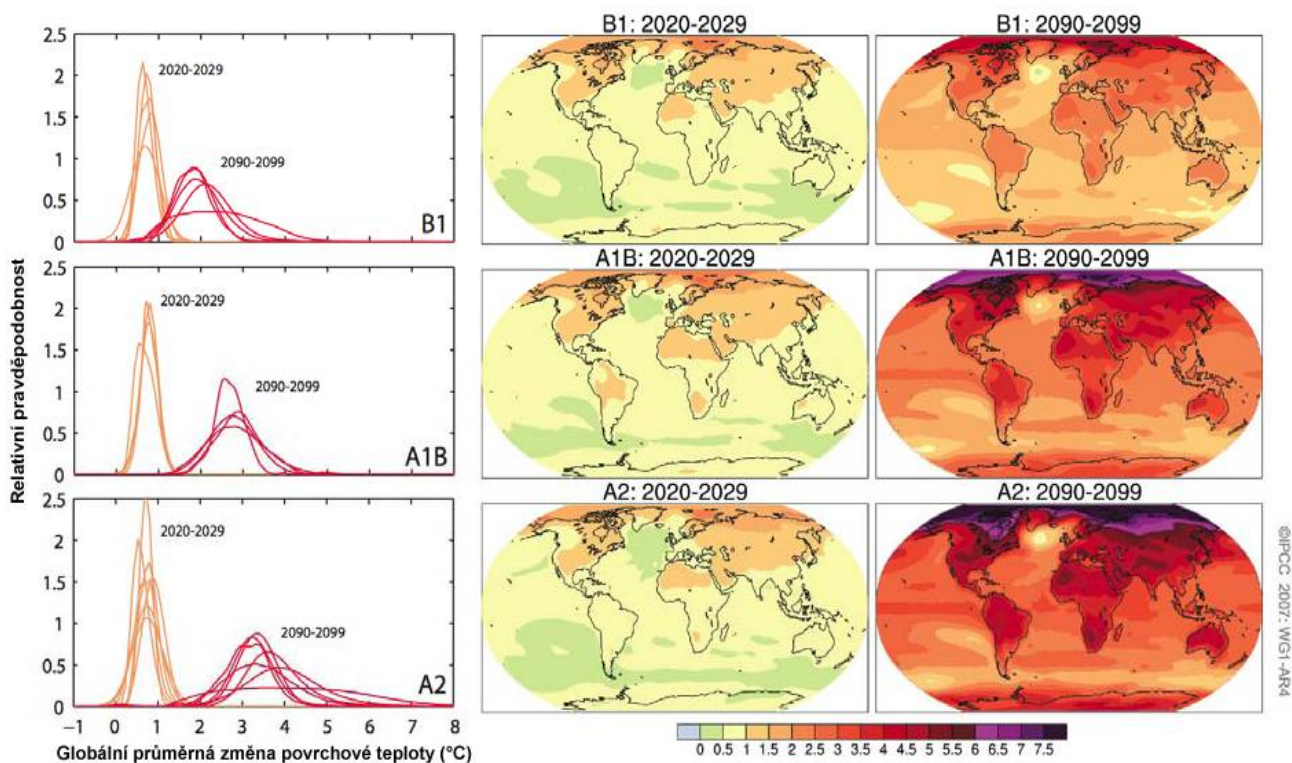 Relativní pravděpodobnost
2.5
2
1.5
1
0.5
0
2020-2029
2090-2099
B1
2.5
2
1.5
1
0.5
0
2020-2029
2090-2099
A1B
2.5
2
1.5
1
0.5
0
2020-2029
2090-2099
A2
−1 0 1 2 3 4 5 6 7 8
Globální průměrná změna povrchové teploty (°C)
B1: 2020-2029
B1: 2090-2099
A1B: 2020-2029
A1B: 2090-2099
A2: 2020-2029
A2: 2090-2099
0 0.5 1 1.5 2 2.5 3 3.5 4 4.5 5 5.5 6 6.5 7 7.5
©IPCC 2007: WG1-AR4